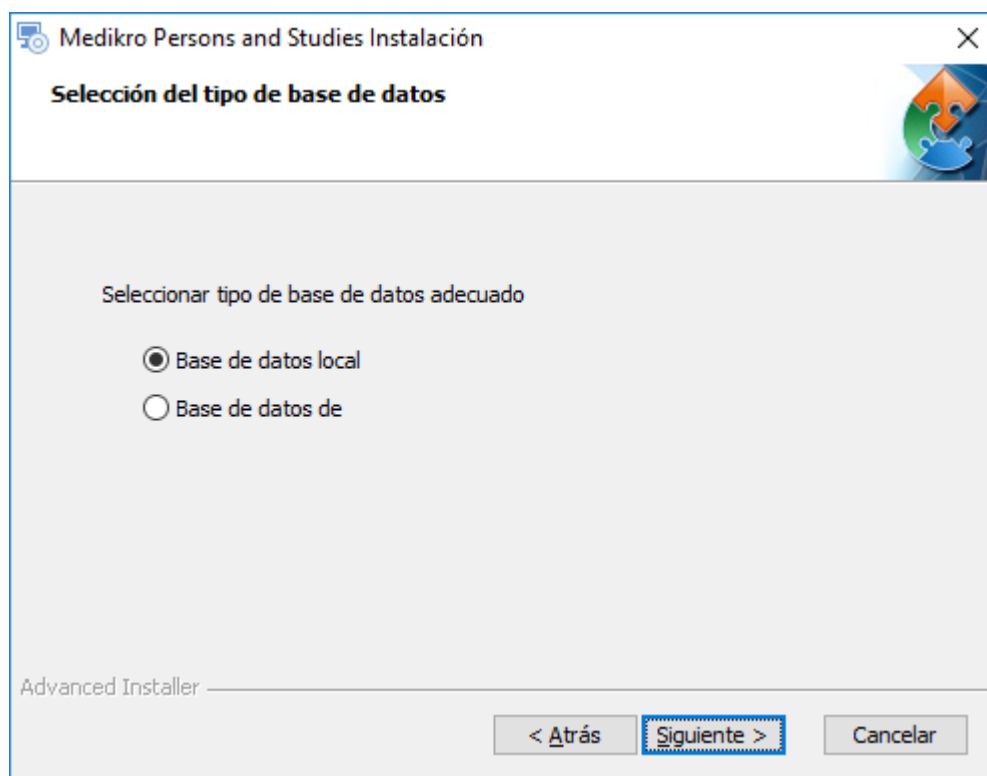 Medikro Persons and Studies Instalación
Selección del tipo de base de datos
Seleccionar tipo de base de datos adecuado
Base de datos local
Base de datos de
Advanced Installer
< Atrás
Siguiente >
Cancelar